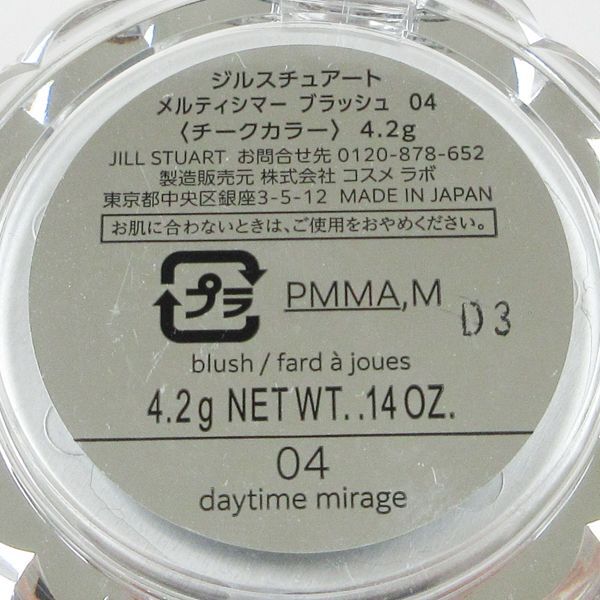 ジルスチュアート
メルティシマー ブラッシュ 04
〈チークカラー〉 4.2g
JILL STUART お問合せ先 0120-878-652
製造販売元 株式会社 コスメ ラボ
東京都中央区銀座3-5-12 MADE IN JAPAN
お肌に合わないときは、ご使用をおやめください。
プラ PMMA,M D3
blush / fard à joues
4.2g NET WT. .14 OZ.
04
daytime mirage